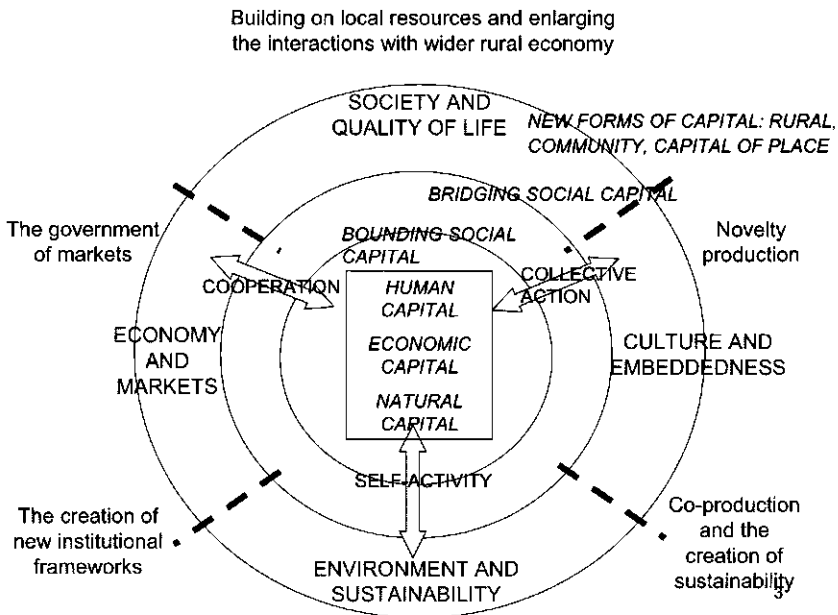 Building on local resources and enlarging
the interactions with wider rural economy
SOCIETY AND
QUALITY OF LIFE
NEW FORMS OF CAPITAL: RURAL,
COMMUNITY, CAPITAL OF PLACE
BRIDGING SOCIAL CAPITAL
The government
of markets
BOUNDING SOCIAL
CAPITAL
Novelty
production
COOPERATION
COLLECTIVE
ACTION
HUMAN
CAPITAL
ECONOMY
AND
MARKETS
ECONOMIC
CAPITAL
CULTURE AND
EMBEDDEDNESS
NATURAL
CAPITAL
SELF-ACTIVITY
The creation of
new institutional
frameworks
Co-production
and the
creation of
sustainability
ENVIRONMENT AND
SUSTAINABILITY
3